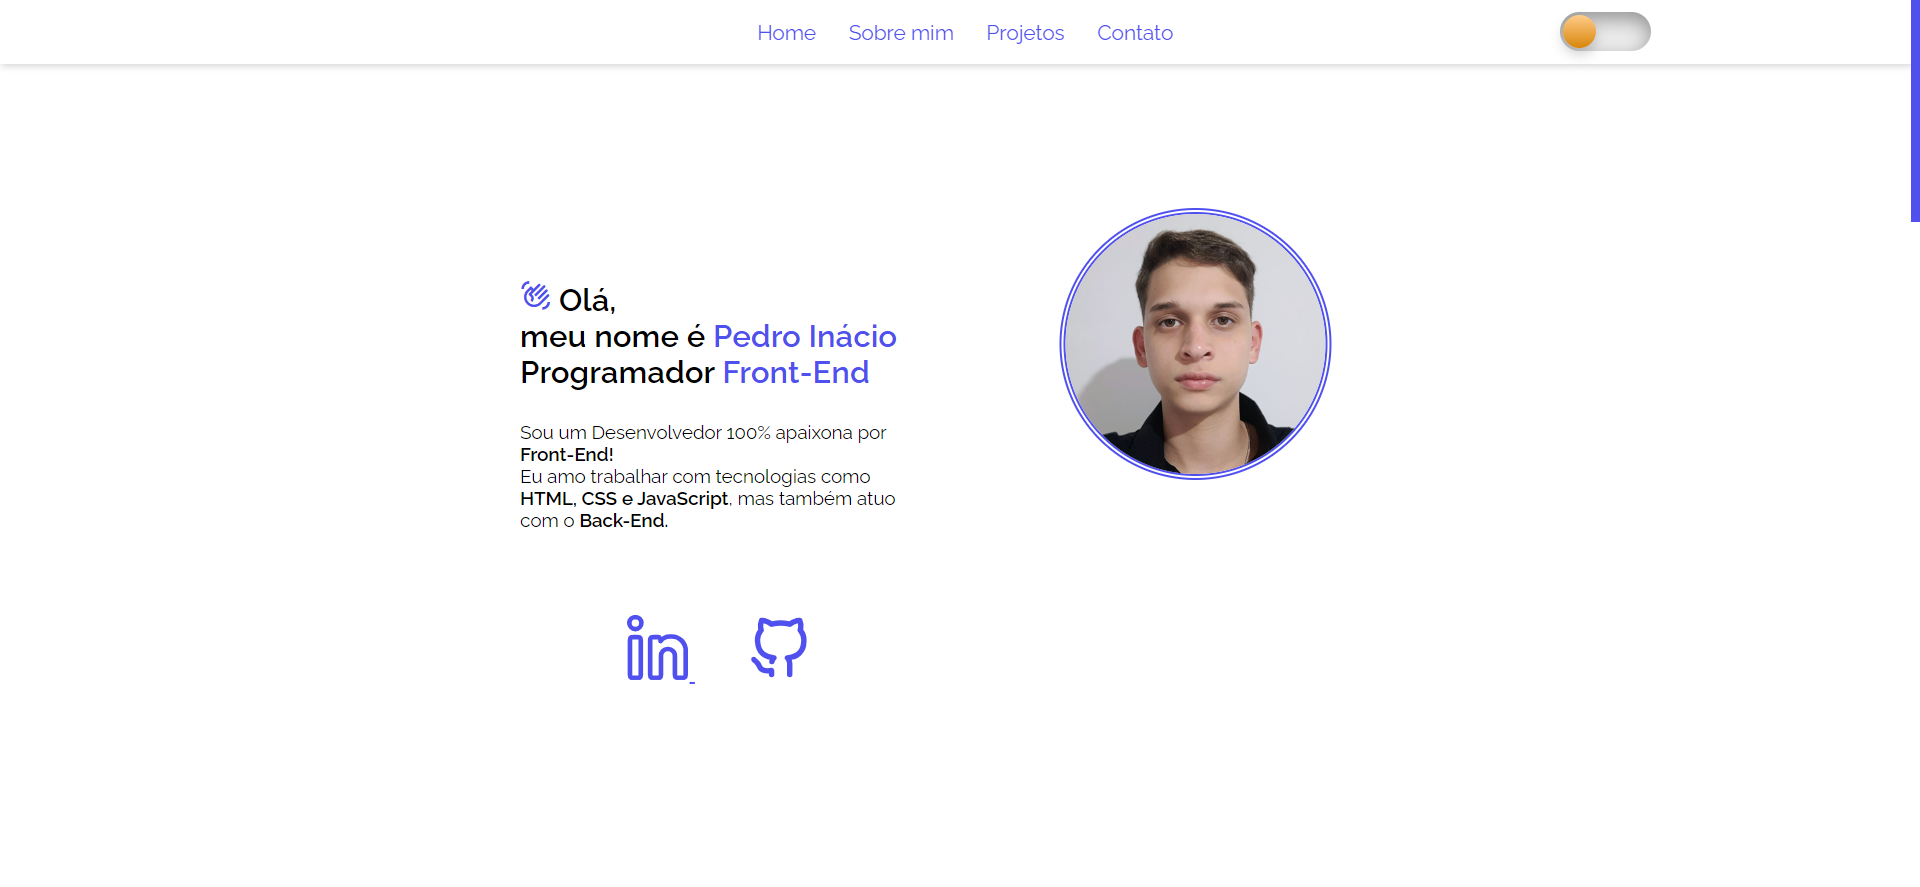 Home Sobre mim Projetos Contato
Olá,
meu nome é Pedro Inácio
Programador Front-End
Sou um Desenvolvedor 100% apaixona por
Front-End!
Eu amo trabalhar com tecnologias como
HTML, CSS e JavaScript, mas também atuo
com o Back-End.
in